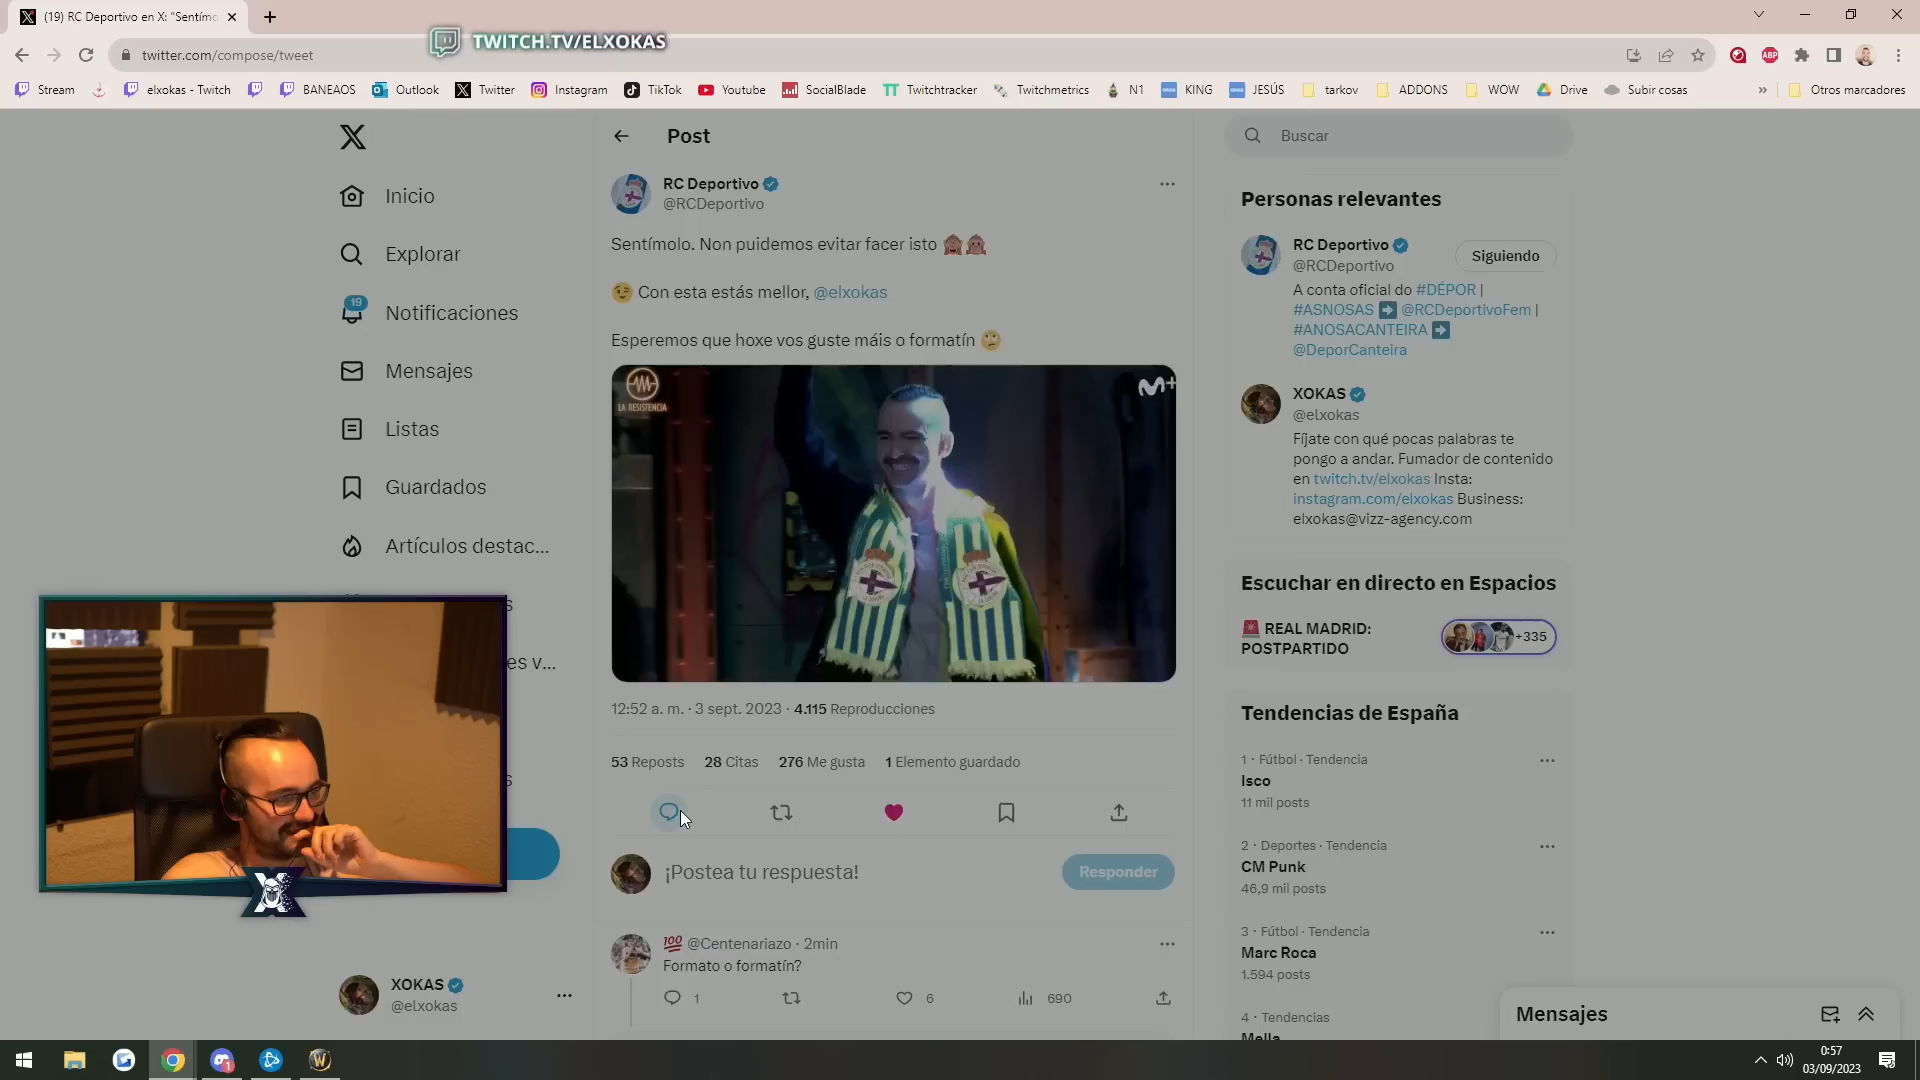 (19) RC Deportivo en X: "Sentímo
twitter.com/compose/tweet
TWITCH.TV/ELXOKAS
Stream
elxokas - Twitch
BANEAOS
Outlook
Twitter
Instagram
TikTok
Youtube
SocialBlade
Twitchtracker
Twitchmetrics
N1
KING
JESÚS
tarkov
ADDONS
WOW
Drive
Subir cosas
Otros marcadores
ABP
Inicio
Explorar
19
Notificaciones
Mensajes
Listas
Guardados
Artículos destac...
es v...
XOKAS
@elxokas
Post
RC Deportivo
@RCDeportivo
Sentímolo. Non puidemos evitar facer isto 🙈🙊
😉 Con esta estás mellor, @elxokas
Esperemos que hoxe vos guste máis o formatín 🙄
LA RESISTENCIA
M+
12:52 a. m. · 3 sept. 2023 · 4.115 Reproducciones
53 Reposts 28 Citas 276 Me gusta 1 Elemento guardado
¡Postea tu respuesta!
Responder
💯 @Centenariazo · 2min
Formato o formatín?
1
6
690
Buscar
Personas relevantes
RC Deportivo
@RCDeportivo
Siguiendo
A conta oficial do #DÉPOR |
#ASNOSAS ➡️ @RCDeportivoFem |
#ANOSACANTEIRA ➡️
@DeporCanteira
XOKAS
@elxokas
Fíjate con qué pocas palabras te
pongo a andar. Fumador de contenido
en twitch.tv/elxokas Insta:
instagram.com/elxokas Business:
elxokas@vizz-agency.com
Escuchar en directo en Espacios
🚨 REAL MADRID:
POSTPARTIDO
+335
Tendencias de España
1 · Fútbol · Tendencia
Isco
11 mil posts
2 · Deportes · Tendencia
CM Punk
46,9 mil posts
3 · Fútbol · Tendencia
Marc Roca
1.594 posts
4 · Tendencias
Mella
Mensajes
0:57
03/09/2023